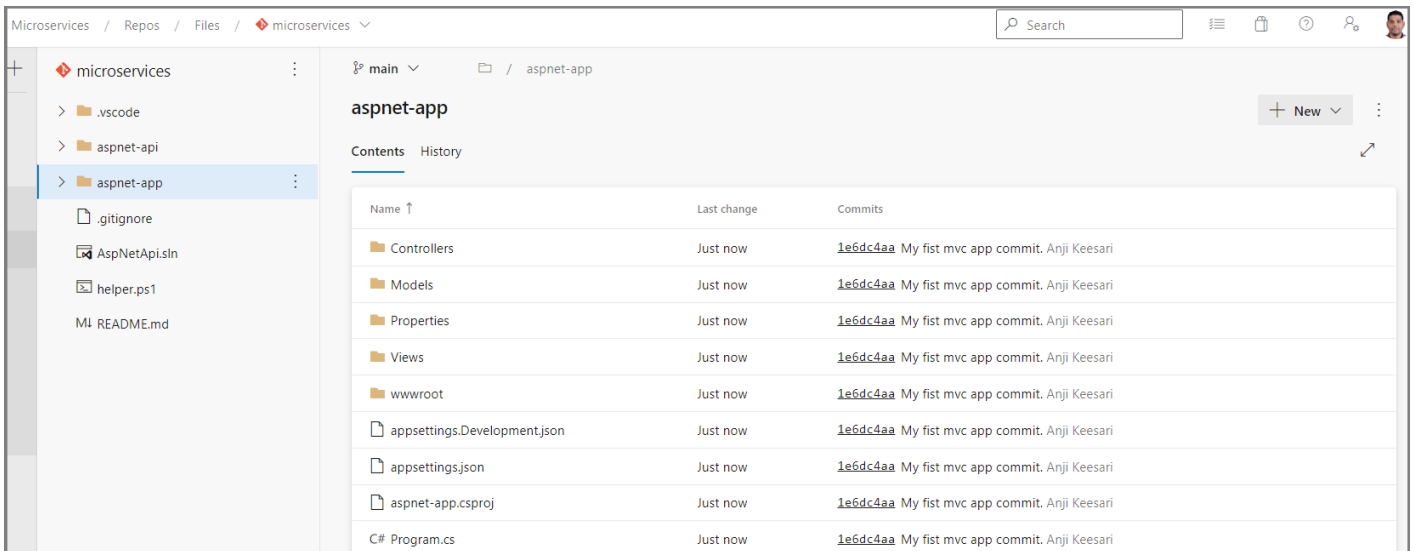 Microservices / Repos / Files / microservices
Search
microservices
.vscode
aspnet-api
aspnet-app
.gitignore
AspNetApi.sln
helper.ps1
M↓ README.md
main / aspnet-app
aspnet-app
New
Contents History
Name ↑ Last change Commits
Controllers Just now 1e6dc4aa My fist mvc app commit. Anji Keesari
Models Just now 1e6dc4aa My fist mvc app commit. Anji Keesari
Properties Just now 1e6dc4aa My fist mvc app commit. Anji Keesari
Views Just now 1e6dc4aa My fist mvc app commit. Anji Keesari
wwwroot Just now 1e6dc4aa My fist mvc app commit. Anji Keesari
appsettings.Development.json Just now 1e6dc4aa My fist mvc app commit. Anji Keesari
appsettings.json Just now 1e6dc4aa My fist mvc app commit. Anji Keesari
aspnet-app.csproj Just now 1e6dc4aa My fist mvc app commit. Anji Keesari
C# Program.cs Just now 1e6dc4aa My fist mvc app commit. Anji Keesari